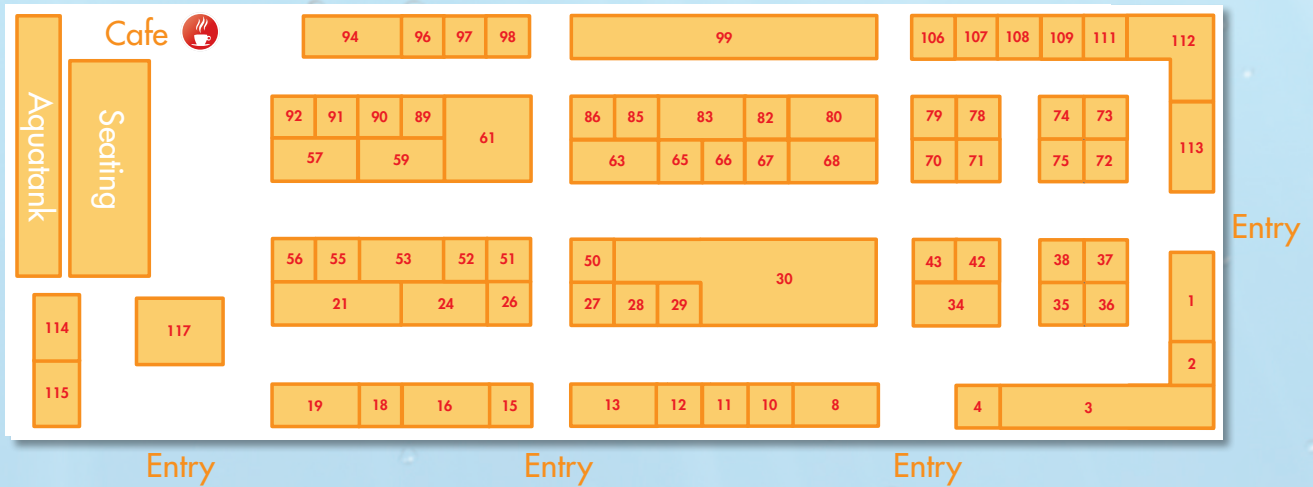 Cafe
94 96 97 98
99
106 107 108 109 111 112
Aquatank
Seating
92 91 90 89 61
57 59
86 85 83 82 80
63 65 66 67 68
79 78
70 71
74 73
75 72
113
Entry
56 55 53 52 51
21 24 26
50 30
27 28 29
43 42
34
38 37
35 36
1
2
114
115
117
19 18 16 15
13 12 11 10 8
4 3
Entry Entry Entry